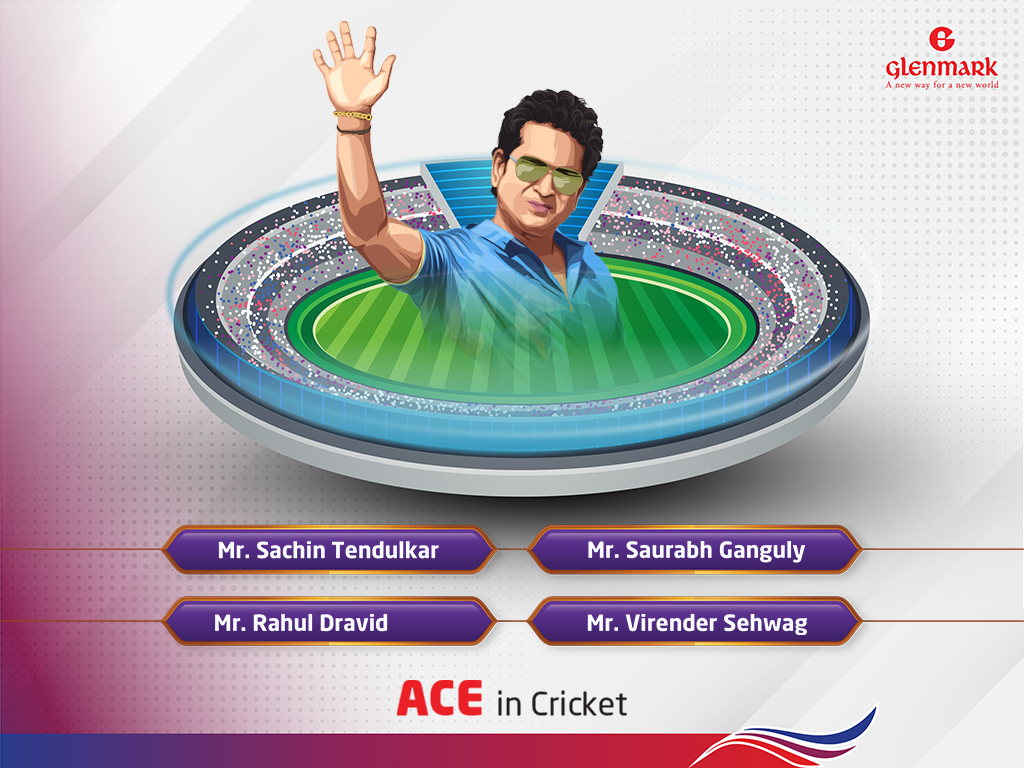 GLENMARK
A new way for a new world
Mr. Sachin Tendulkar
Mr. Saurabh Ganguly
Mr. Rahul Dravid
Mr. Virender Sehwag
ACE in Cricket